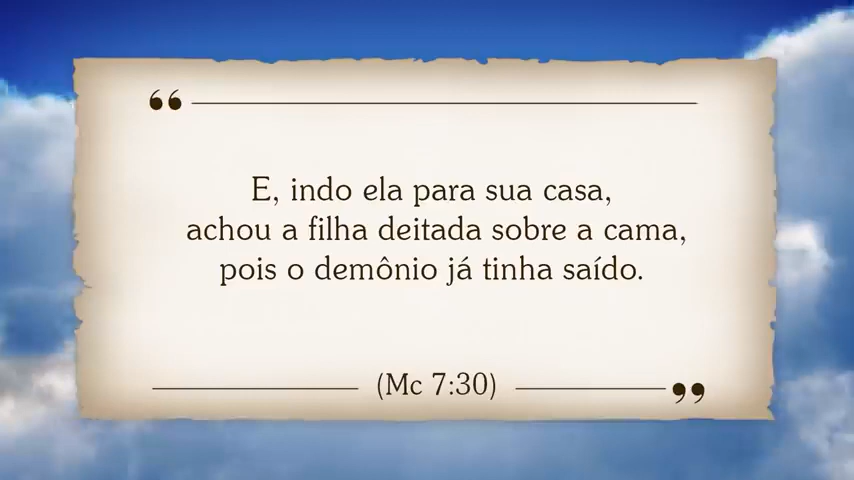 E, indo ela para sua casa,
achou a filha deitada sobre a cama,
pois o demônio já tinha saído.
(Mc 7:30)